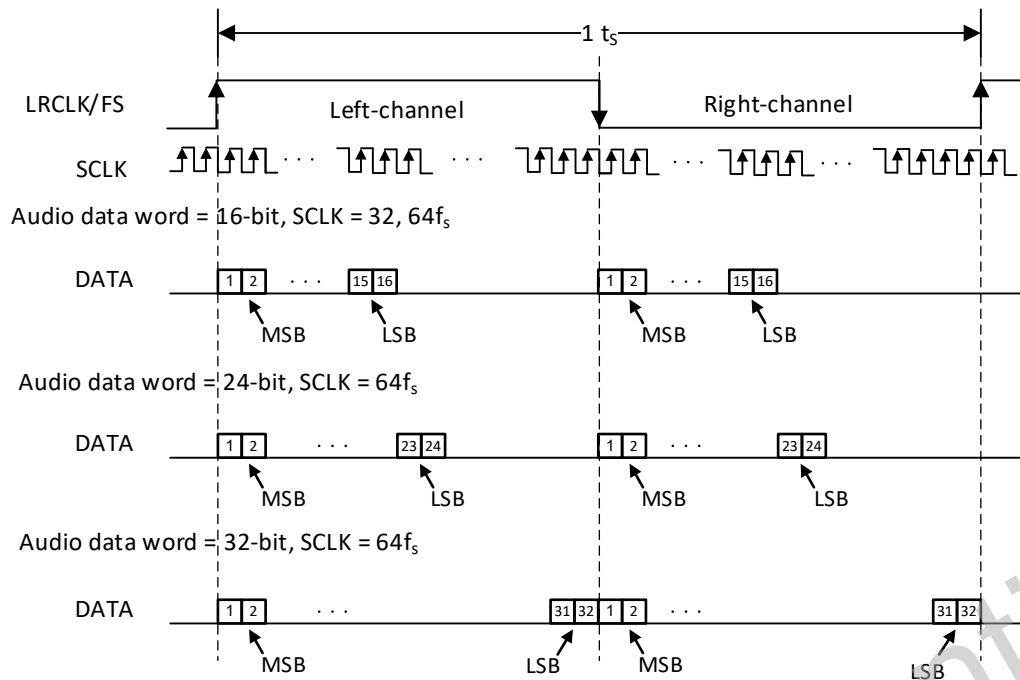 1 tS
LRCLK/FS
Left-channel
Right-channel
SCLK
Audio data word = 16-bit, SCLK = 32, 64fs
DATA
1 2 · · · 15 16 1 2 · · · 15 16
MSB LSB MSB LSB
Audio data word = 24-bit, SCLK = 64fs
DATA
1 2 · · · 23 24 1 2 · · · 23 24
MSB LSB MSB LSB
Audio data word = 32-bit, SCLK = 64fs
DATA
1 2 · · · 31 32 1 2 · · · 31 32
MSB LSB MSB LSB